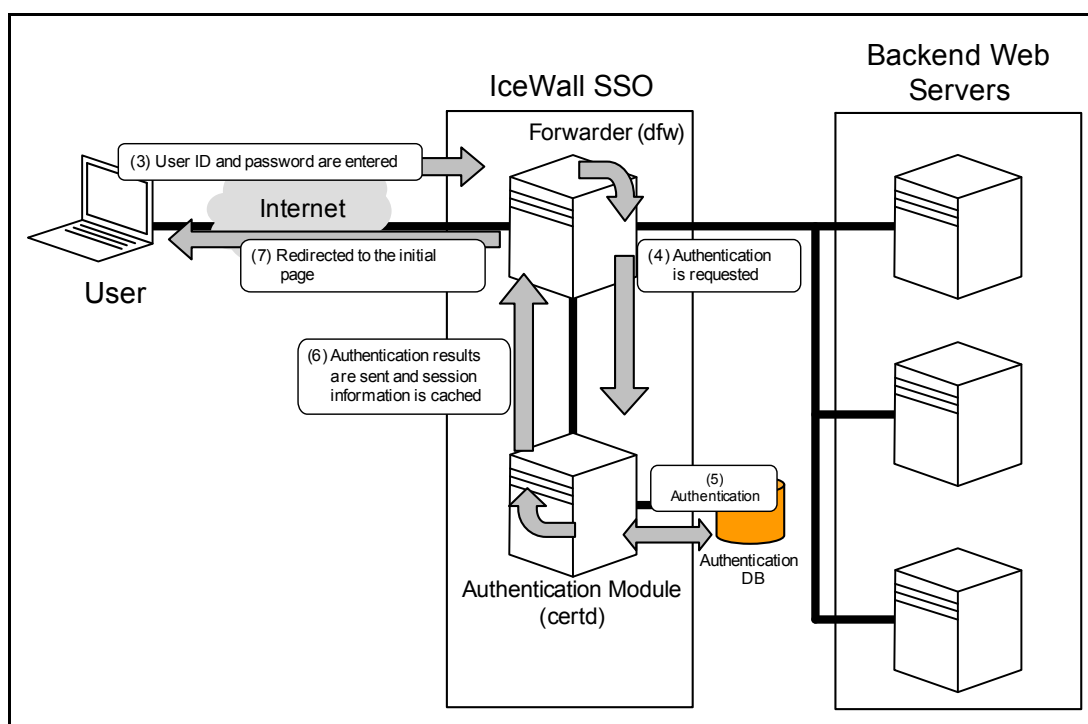 Backend Web
Servers
IceWall SSO
Forwarder (dfw)
(3) User ID and password are entered
Internet
(7) Redirected to the initial
page
(4) Authentication
is requested
User
(6) Authentication results
are sent and session
information is cached
(5)
Authentication
Authentication
DB
Authentication Module
(certd)